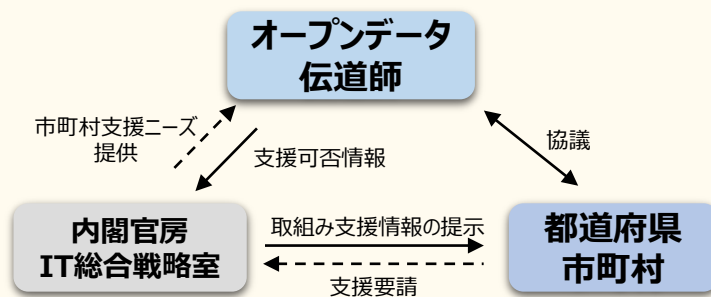 オープンデータ
伝道師
市町村支援ニーズ
提供
支援可否情報
協議
内閣官房
IT総合戦略室
取組み支援情報の提示
支援要請
都道府県
市町村